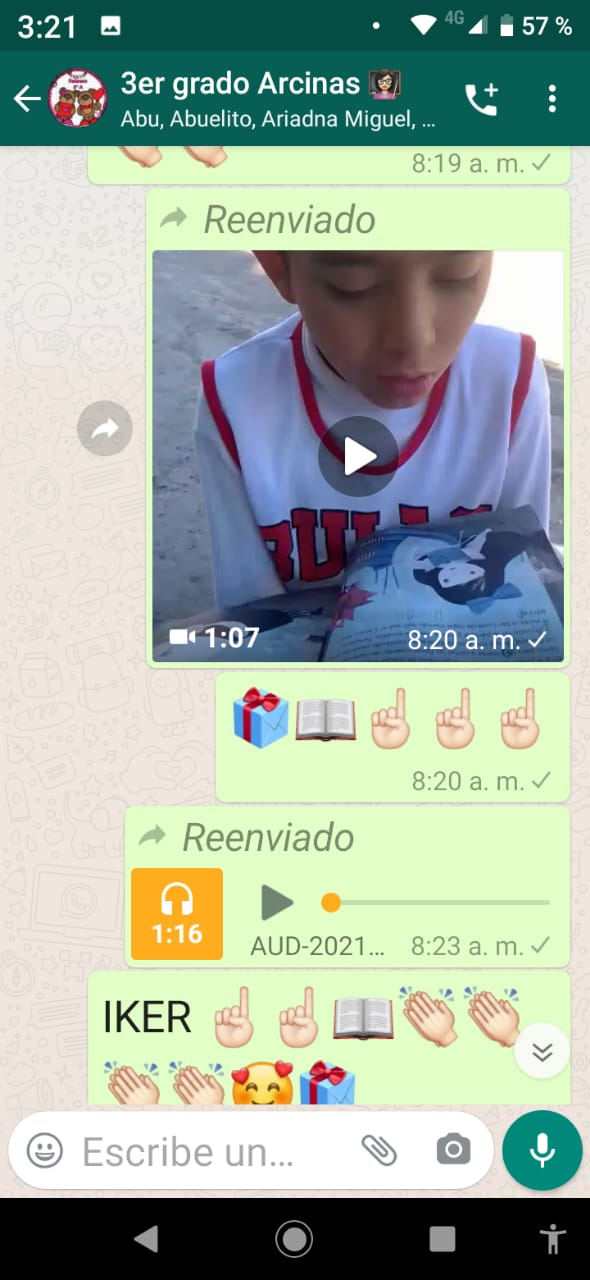 3:21
4G
57 %
3er grado Arcinas
Abu, Abuelito, Ariadna Miguel, ...
8:19 a. m.
Reenviado
BULLS
1:07
8:20 a. m.
8:20 a. m.
Reenviado
1:16
AUD-2021...
8:23 a. m.
IKER
Escribe un...